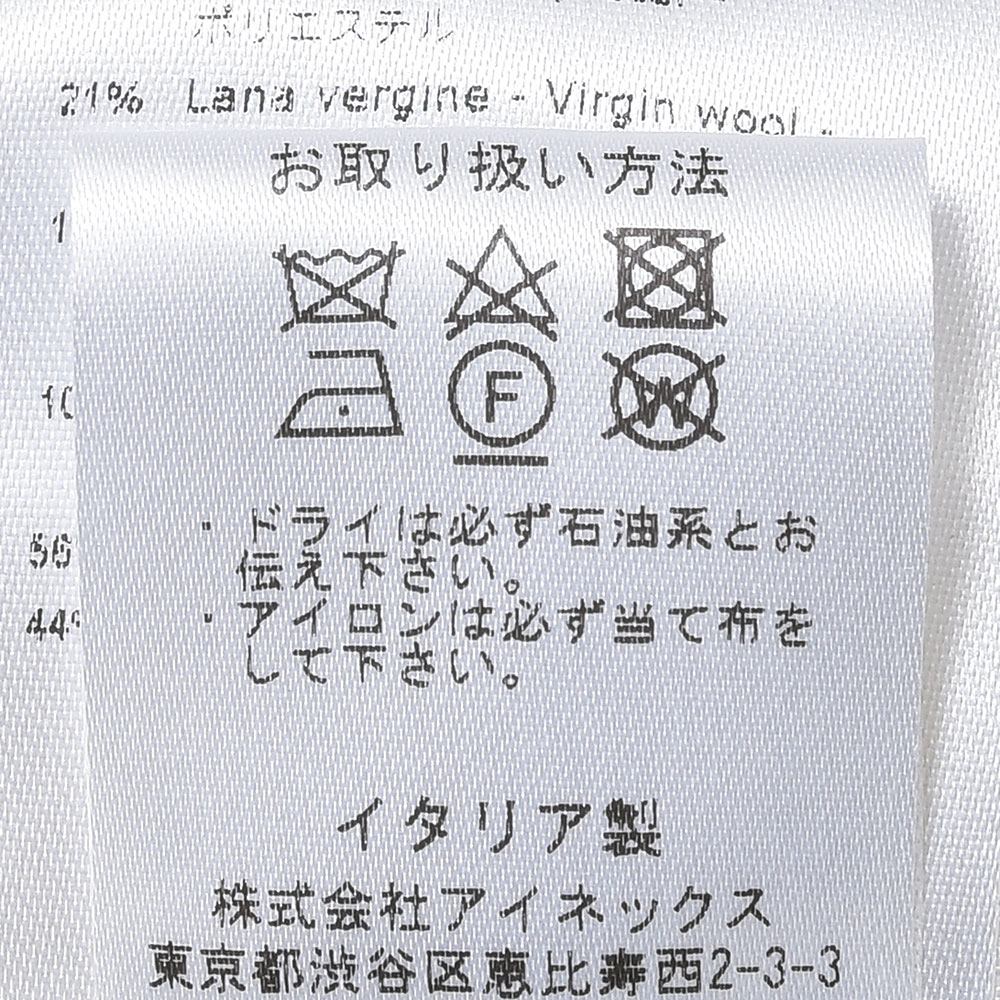 ポリエステル
21% Lana vergine - Virgin wool -
お取り扱い方法
F
W
・ドライは必ず石油系とお
伝え下さい。
・アイロンは必ず当て布を
して下さい。
イタリア製
株式会社アイネックス
東京都渋谷区恵比寿西2-3-3